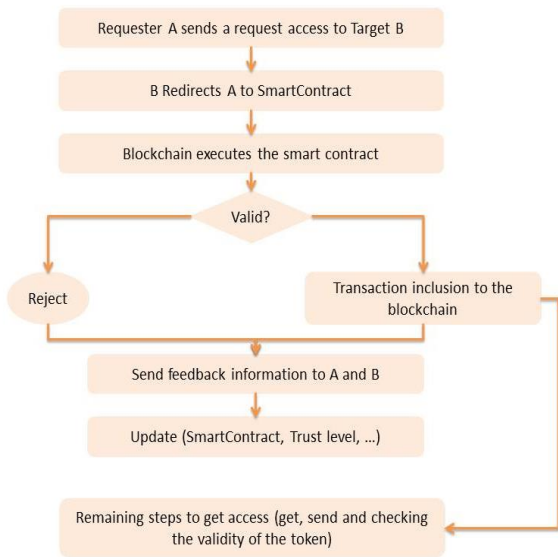 Requester A sends a request access to Target B
B Redirects A to SmartContract
Blockchain executes the smart contract
Valid?
Reject
Transaction inclusion to the
blockchain
Send feedback information to A and B
Update (SmartContract, Trust level, ...)
Remaining steps to get access (get, send and checking
the validity of the token)